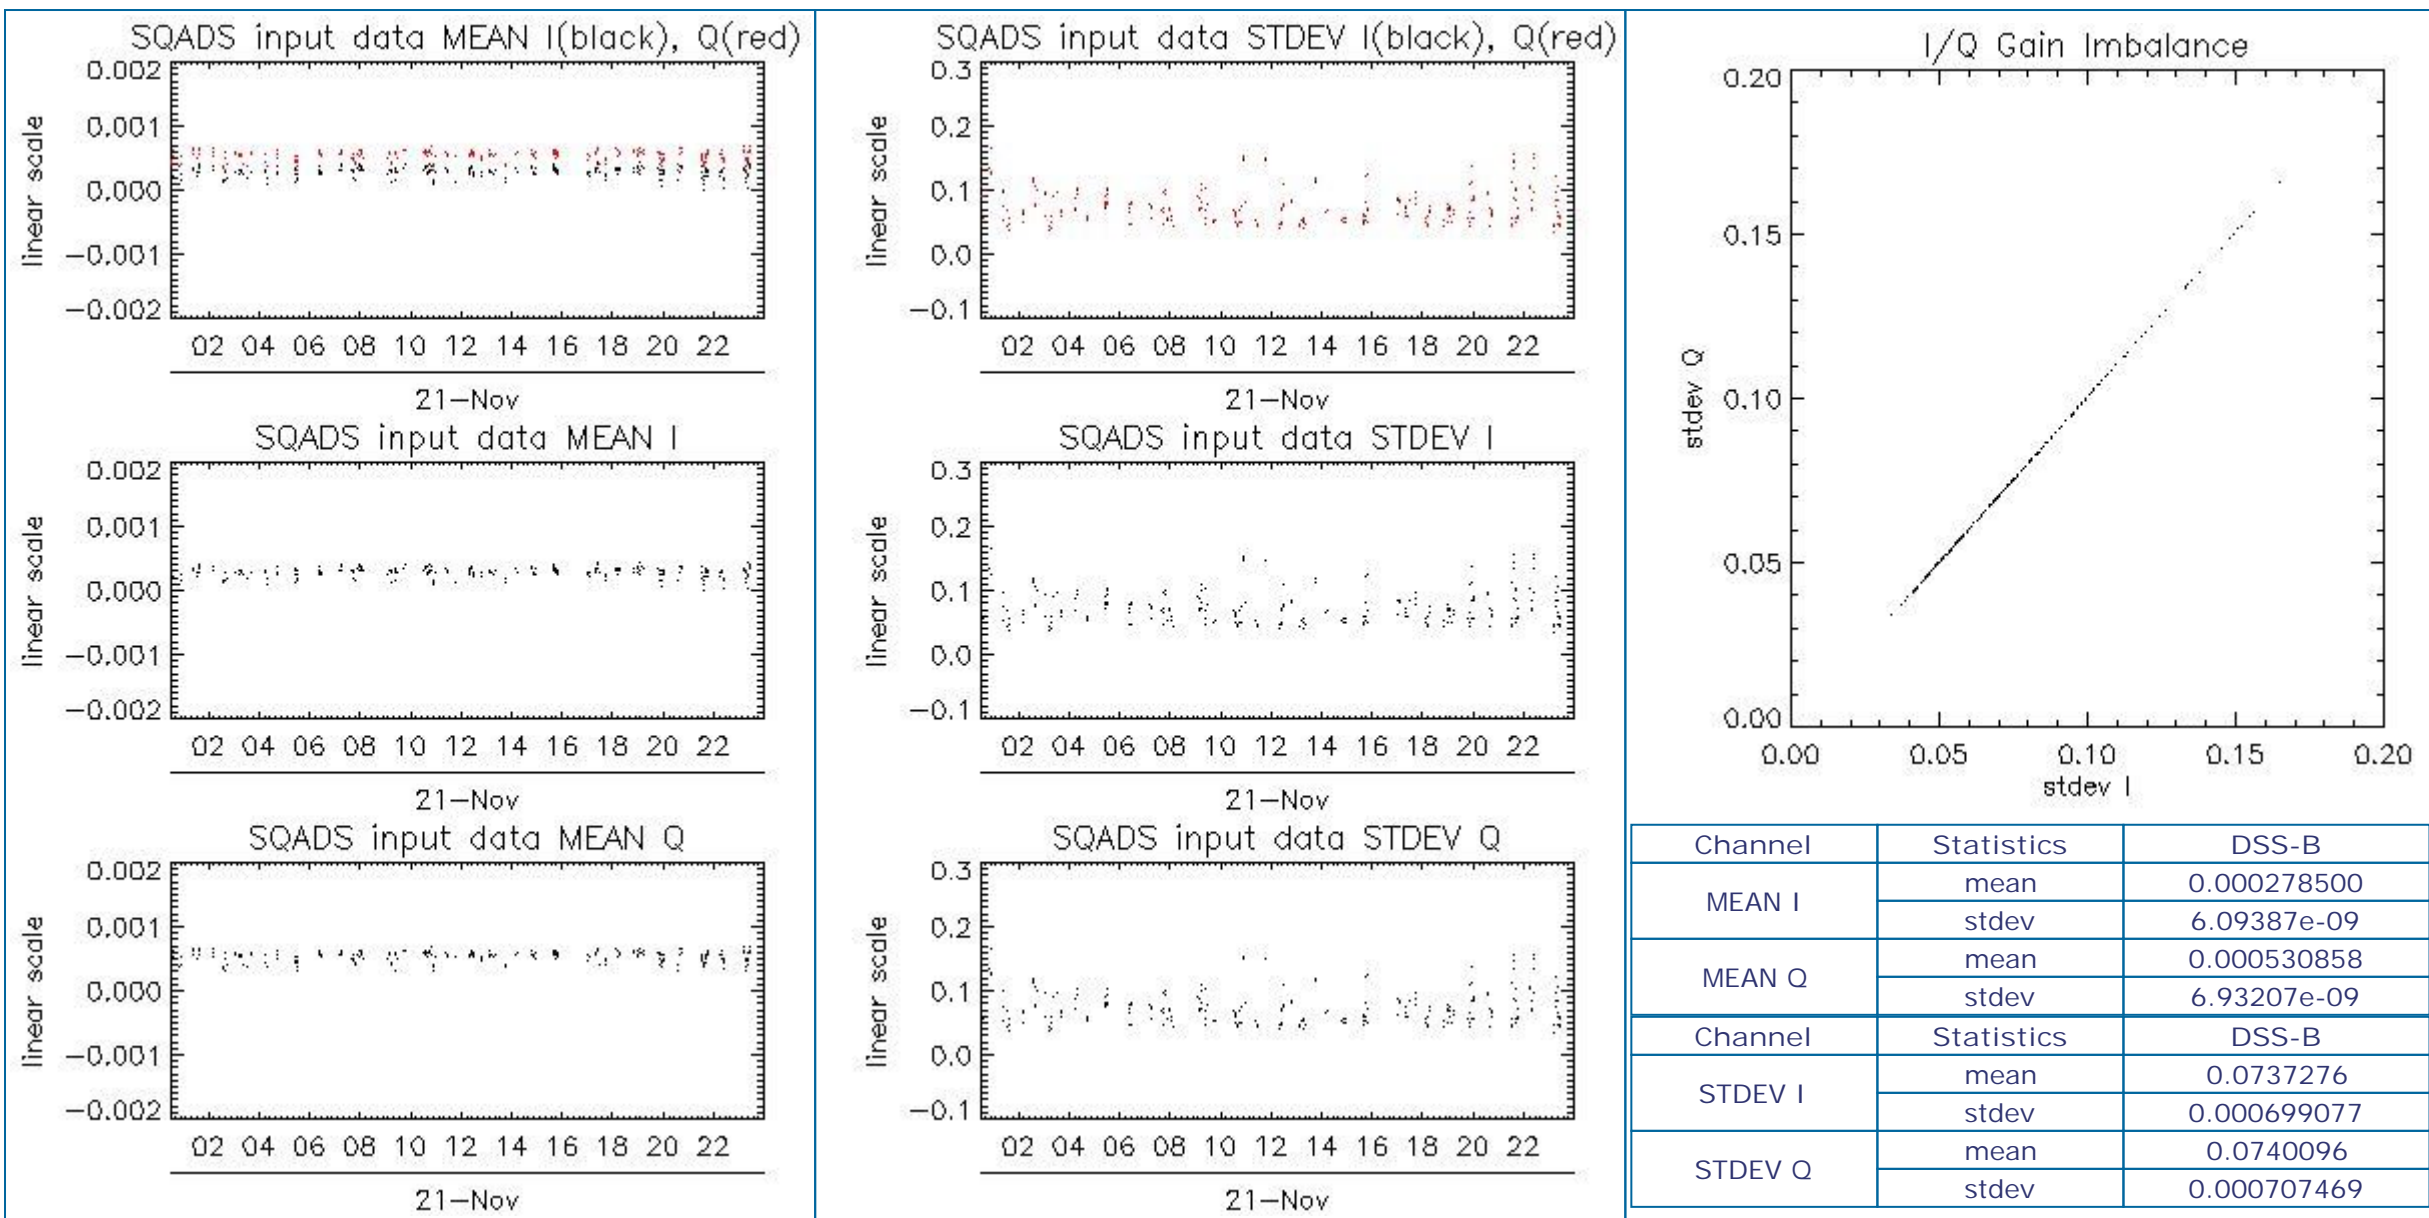 SQADS input data MEAN I(black), Q(red)
linear scale
0.002
0.001
0.000
−0.001
−0.002
02 04 06 08 10 12 14 16 18 20 22
21−Nov
SQADS input data MEAN I
linear scale
0.002
0.001
0.000
−0.001
−0.002
02 04 06 08 10 12 14 16 18 20 22
21−Nov
SQADS input data MEAN Q
linear scale
0.002
0.001
0.000
−0.001
−0.002
02 04 06 08 10 12 14 16 18 20 22
21−Nov
SQADS input data STDEV I(black), Q(red)
linear scale
0.3
0.2
0.1
0.0
−0.1
02 04 06 08 10 12 14 16 18 20 22
21−Nov
SQADS input data STDEV I
linear scale
0.3
0.2
0.1
0.0
−0.1
02 04 06 08 10 12 14 16 18 20 22
21−Nov
SQADS input data STDEV Q
linear scale
0.3
0.2
0.1
0.0
−0.1
02 04 06 08 10 12 14 16 18 20 22
21−Nov
I/Q Gain Imbalance
stdev Q
0.20
0.15
0.10
0.05
0.00
0.00 0.05 0.10 0.15 0.20
stdev I
Channel Statistics DSS-B
MEAN I mean 0.000278500
stdev 6.09387e-09
MEAN Q mean 0.000530858
stdev 6.93207e-09
Channel Statistics DSS-B
STDEV I mean 0.0737276
stdev 0.000699077
STDEV Q mean 0.0740096
stdev 0.000707469